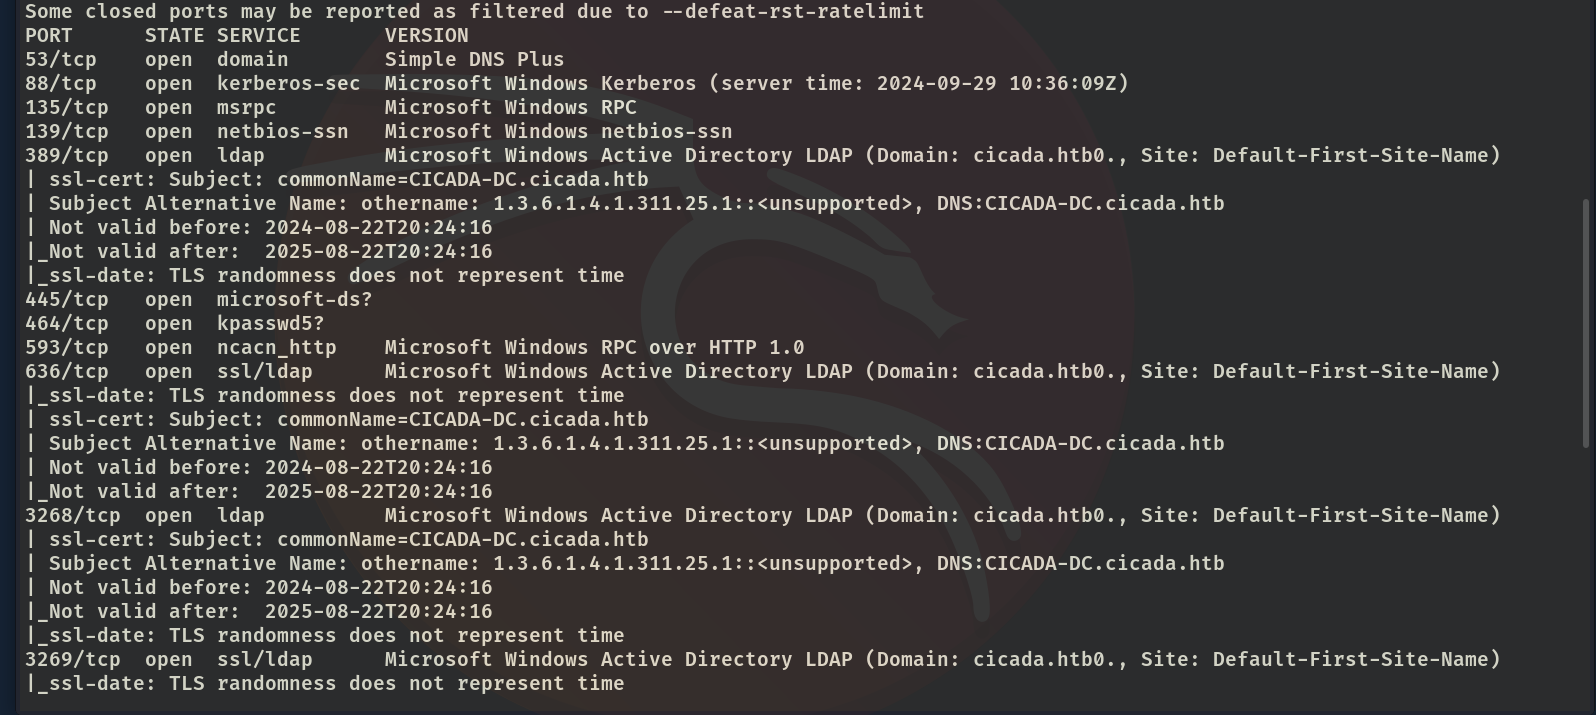 Some closed ports may be reported as filtered due to --defeat-rst-ratelimit
PORT      STATE SERVICE       VERSION
53/tcp    open  domain        Simple DNS Plus
88/tcp    open  kerberos-sec  Microsoft Windows Kerberos (server time: 2024-09-29 10:36:09Z)
135/tcp   open  msrpc         Microsoft Windows RPC
139/tcp   open  netbios-ssn   Microsoft Windows netbios-ssn
389/tcp   open  ldap          Microsoft Windows Active Directory LDAP (Domain: cicada.htb0., Site: Default-First-Site-Name)
| ssl-cert: Subject: commonName=CICADA-DC.cicada.htb
| Subject Alternative Name: othername: 1.3.6.1.4.1.311.25.1::<unsupported>, DNS:CICADA-DC.cicada.htb
| Not valid before: 2024-08-22T20:24:16
|_Not valid after:  2025-08-22T20:24:16
|_ssl-date: TLS randomness does not represent time
445/tcp   open  microsoft-ds?
464/tcp   open  kpasswd5?
593/tcp   open  ncacn_http    Microsoft Windows RPC over HTTP 1.0
636/tcp   open  ssl/ldap      Microsoft Windows Active Directory LDAP (Domain: cicada.htb0., Site: Default-First-Site-Name)
|_ssl-date: TLS randomness does not represent time
| ssl-cert: Subject: commonName=CICADA-DC.cicada.htb
| Subject Alternative Name: othername: 1.3.6.1.4.1.311.25.1::<unsupported>, DNS:CICADA-DC.cicada.htb
| Not valid before: 2024-08-22T20:24:16
|_Not valid after:  2025-08-22T20:24:16
3268/tcp  open  ldap          Microsoft Windows Active Directory LDAP (Domain: cicada.htb0., Site: Default-First-Site-Name)
| ssl-cert: Subject: commonName=CICADA-DC.cicada.htb
| Subject Alternative Name: othername: 1.3.6.1.4.1.311.25.1::<unsupported>, DNS:CICADA-DC.cicada.htb
| Not valid before: 2024-08-22T20:24:16
|_Not valid after:  2025-08-22T20:24:16
|_ssl-date: TLS randomness does not represent time
3269/tcp  open  ssl/ldap      Microsoft Windows Active Directory LDAP (Domain: cicada.htb0., Site: Default-First-Site-Name)
|_ssl-date: TLS randomness does not represent time